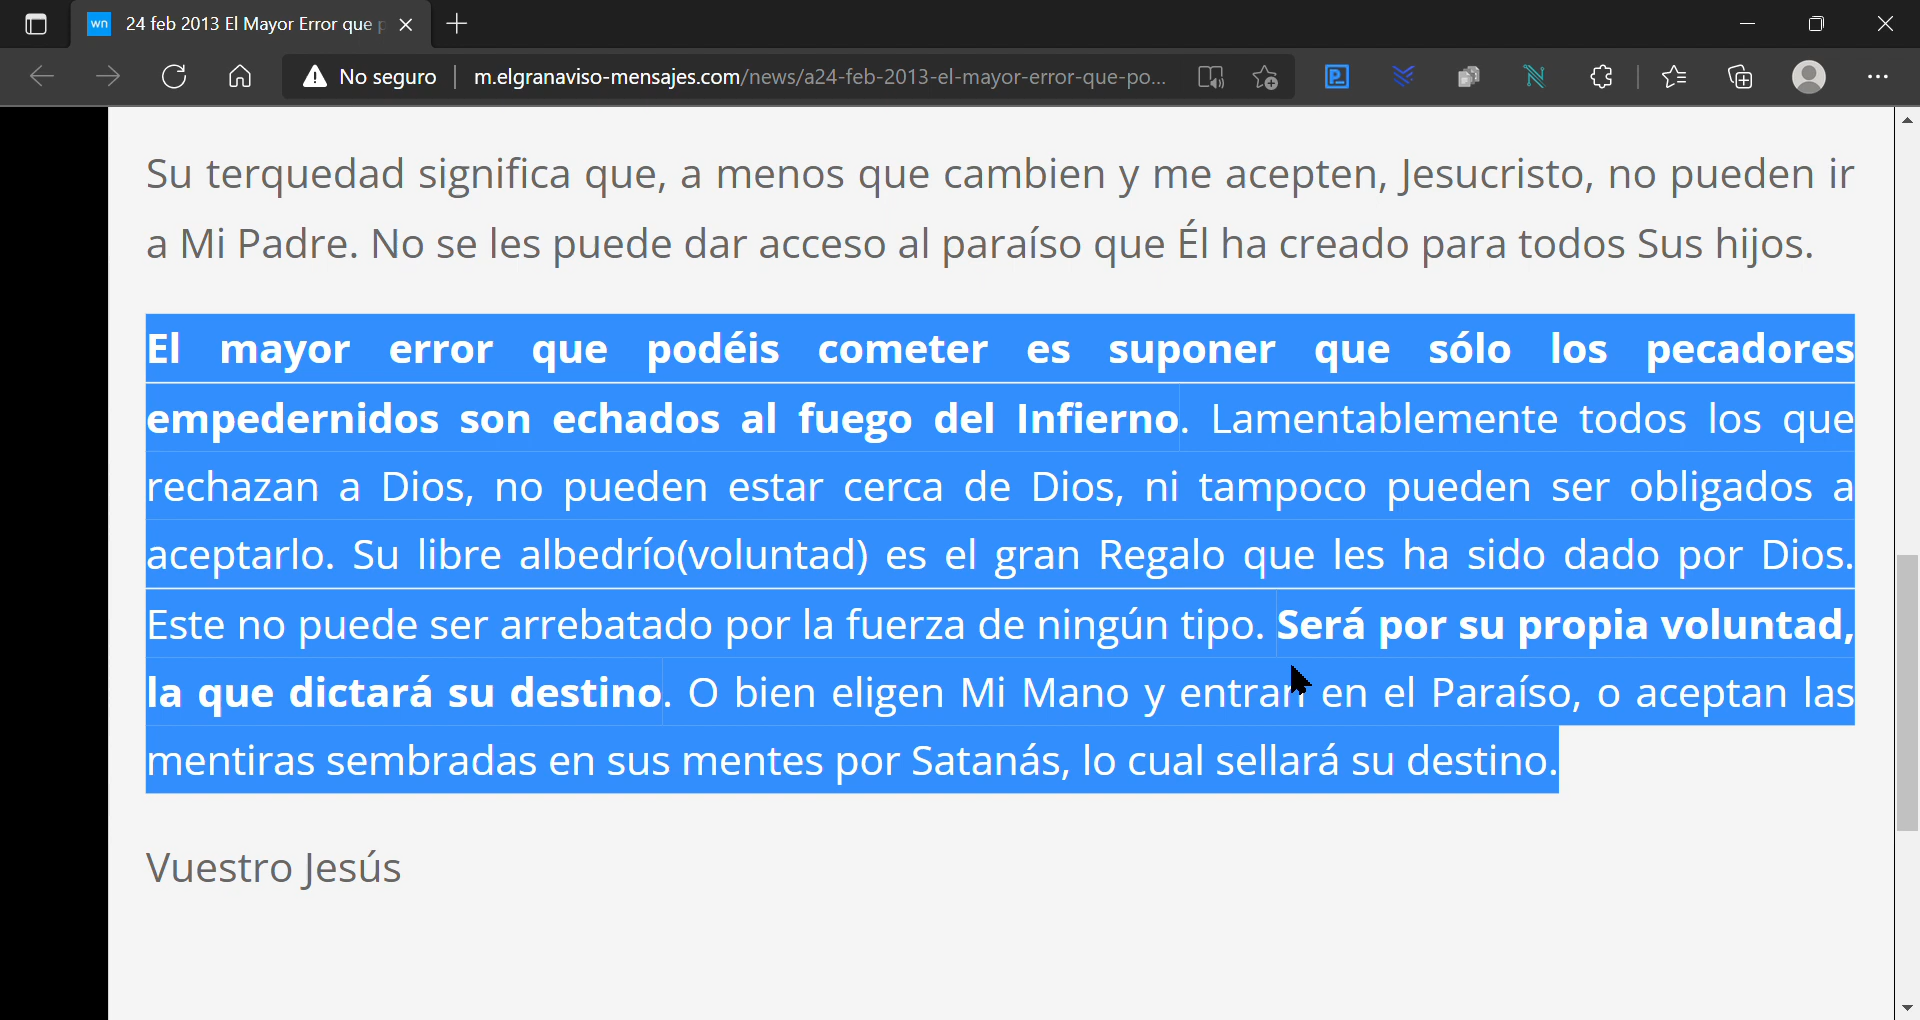 wn 24 feb 2013 El Mayor Error que
No seguro m.elgranaviso-mensajes.com/news/a24-feb-2013-el-mayor-error-que-po...
Su terquedad significa que, a menos que cambien y me acepten, Jesucristo, no pueden ir
a Mi Padre. No se les puede dar acceso al paraíso que Él ha creado para todos Sus hijos.
El mayor error que podéis cometer es suponer que sólo los pecadores
empedernidos son echados al fuego del Infierno. Lamentablemente todos los que
rechazan a Dios, no pueden estar cerca de Dios, ni tampoco pueden ser obligados a
aceptarlo. Su libre albedrío(voluntad) es el gran Regalo que les ha sido dado por Dios.
Este no puede ser arrebatado por la fuerza de ningún tipo. Será por su propia voluntad,
la que dictará su destino. O bien eligen Mi Mano y entran en el Paraíso, o aceptan las
mentiras sembradas en sus mentes por Satanás, lo cual sellará su destino.
Vuestro Jesús